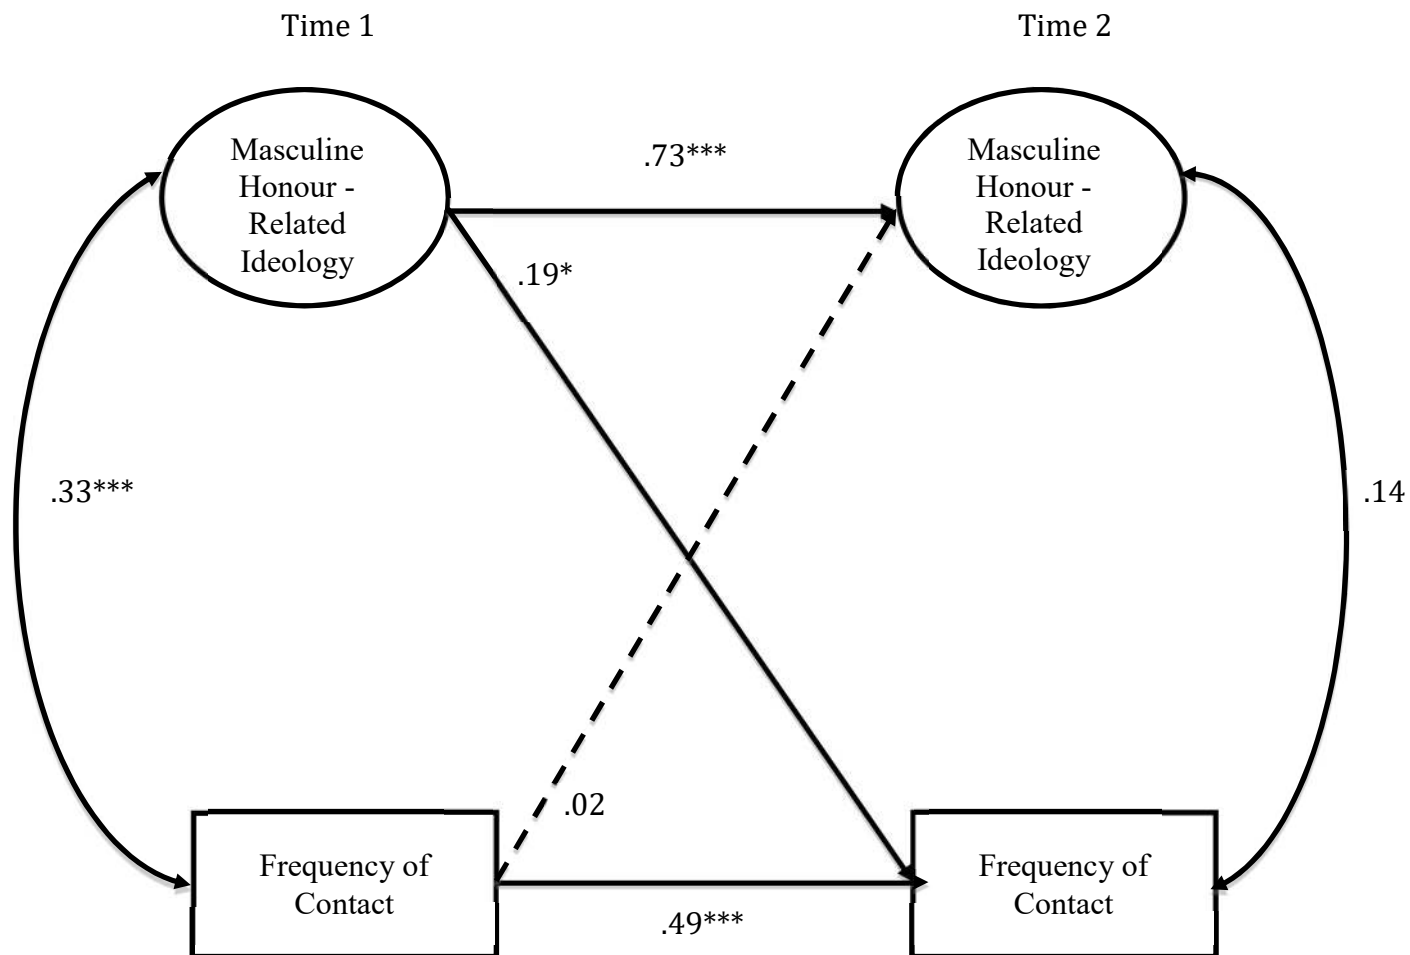 Time 1
Time 2
Masculine
Honour -
Related
Ideology
.73***
Masculine
Honour -
Related
Ideology
.19*
.33***
.14
.02
Frequency of
Contact
.49***
Frequency of
Contact